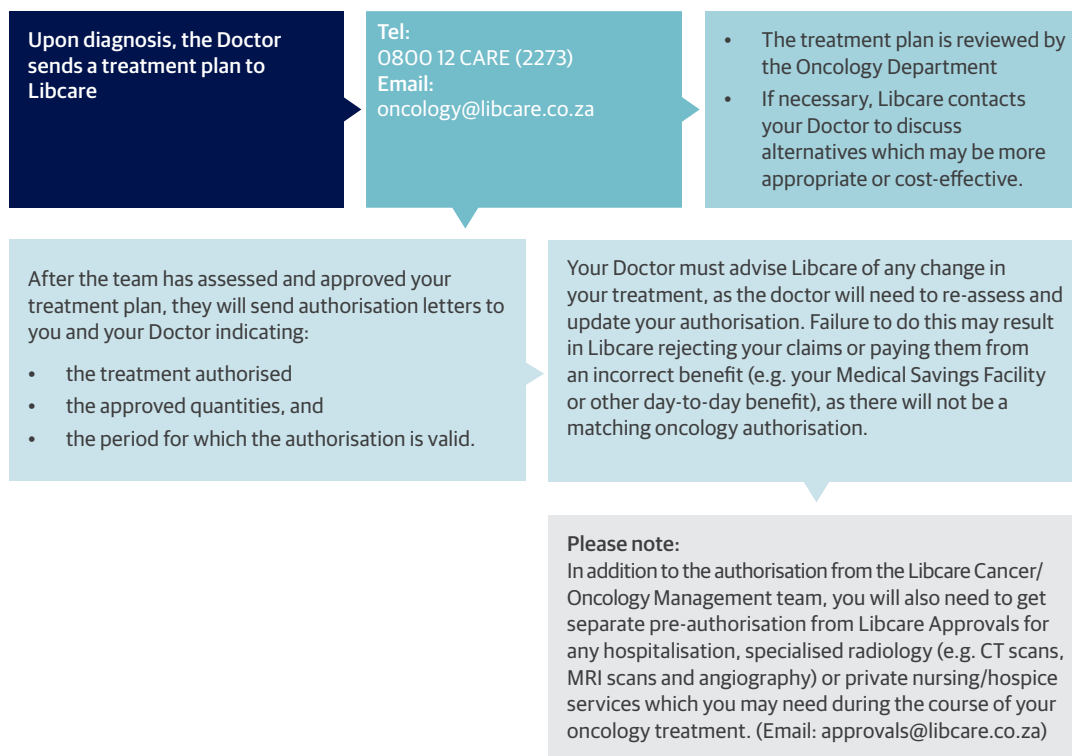 Upon diagnosis, the Doctor
sends a treatment plan to
Libcare
Tel:
0800 12 CARE (2273)
Email:
oncology@libcare.co.za
• The treatment plan is reviewed by
the Oncology Department
• If necessary, Libcare contacts
your Doctor to discuss
alternatives which may be more
appropriate or cost-effective.
After the team has assessed and approved your
treatment plan, they will send authorisation letters to
you and your Doctor indicating:
• the treatment authorised
• the approved quantities, and
• the period for which the authorisation is valid.
Your Doctor must advise Libcare of any change in
your treatment, as the doctor will need to re-assess and
update your authorisation. Failure to do this may result
in Libcare rejecting your claims or paying them from
an incorrect benefit (e.g. your Medical Savings Facility
or other day-to-day benefit), as there will not be a
matching oncology authorisation.
Please note:
In addition to the authorisation from the Libcare Cancer/
Oncology Management team, you will also need to get
separate pre-authorisation from Libcare Approvals for
any hospitalisation, specialised radiology (e.g. CT scans,
MRI scans and angiography) or private nursing/hospice
services which you may need during the course of your
oncology treatment. (Email: approvals@libcare.co.za)